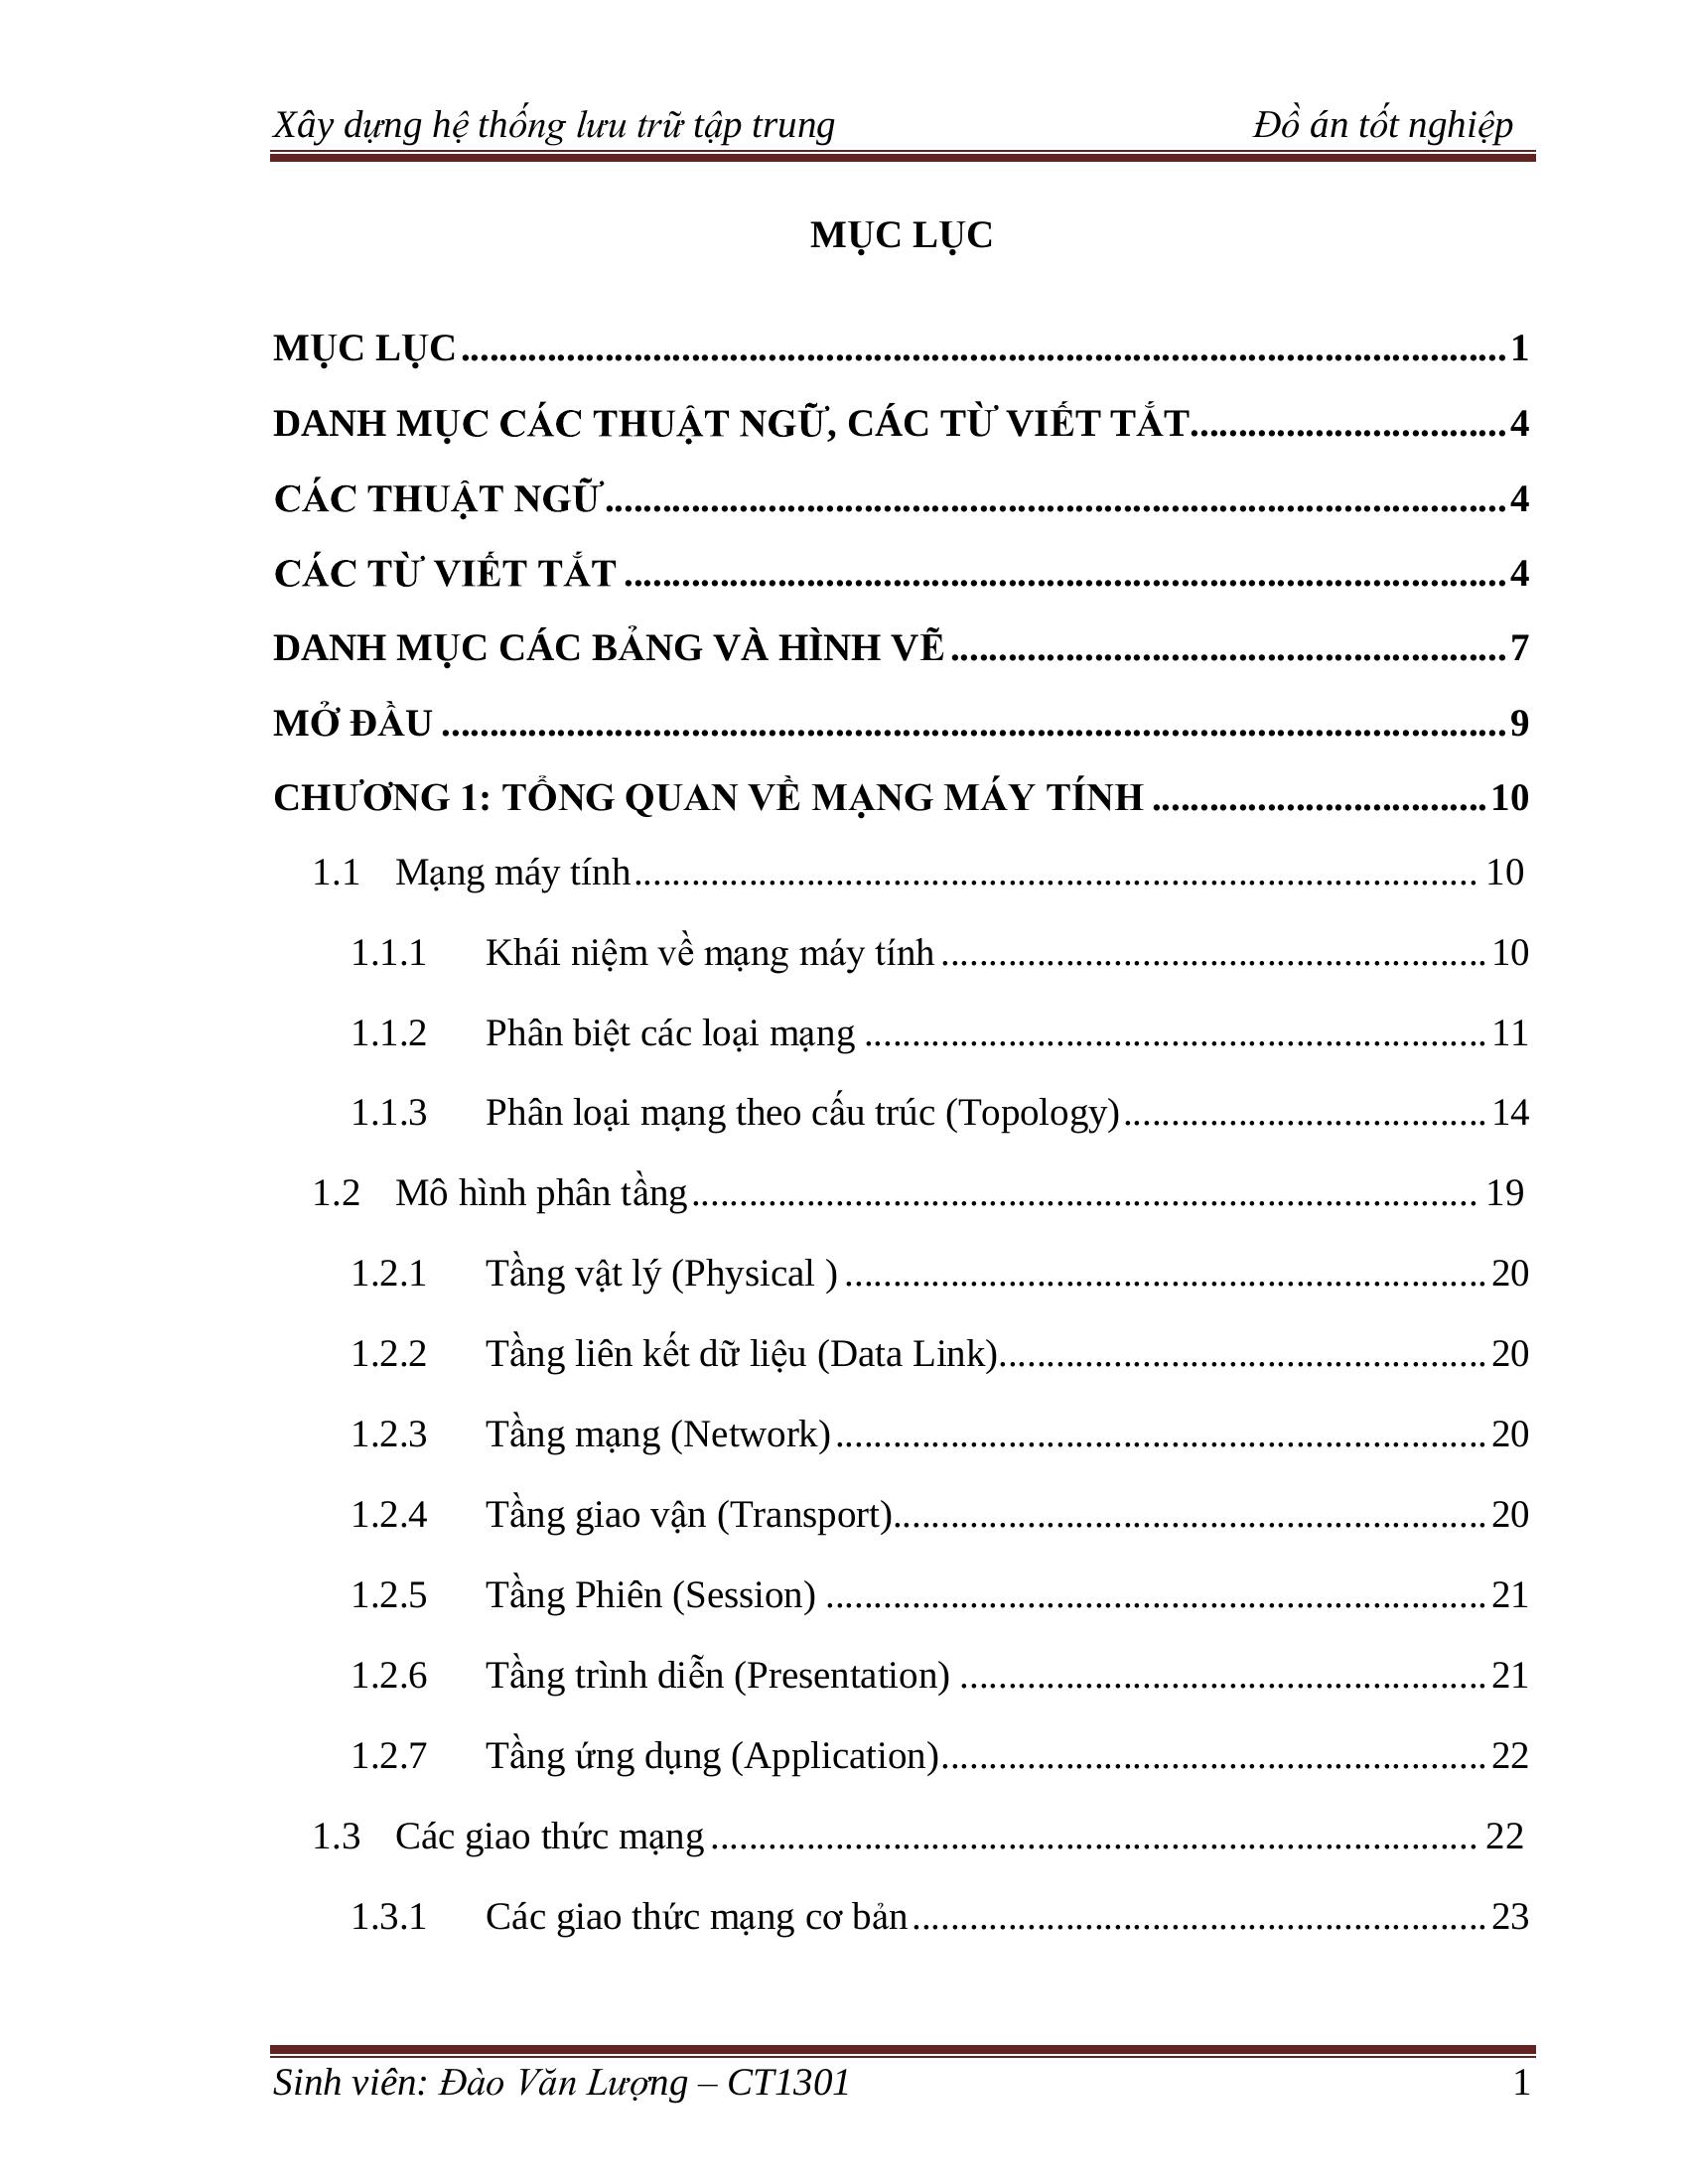 Xây dựng hệ thống lưu trữ tập trung Đồ án tốt nghiệp
MỤC LỤC
MỤC LỤC.............................................................................................................1
DANH MỤC CÁC THUẬT NGỮ, CÁC TỪ VIẾT TẮT.................................4
CÁC THUẬT NGỮ..............................................................................................4
CÁC TỪ VIẾT TẮT ............................................................................................4
DANH MỤC CÁC BẢNG VÀ HÌNH VẼ..........................................................7
MỞ ĐẦU ...............................................................................................................9
CHƯƠNG 1: TỔNG QUAN VỀ MẠNG MÁY TÍNH ...................................10
1.1 Mạng máy tính........................................................................................ 10
1.1.1 Khái niệm về mạng máy tính .........................................................10
1.1.2 Phân biệt các loại mạng .................................................................11
1.1.3 Phân loại mạng theo cấu trúc (Topology)......................................14
1.2 Mô hình phân tầng.................................................................................. 19
1.2.1 Tầng vật lý (Physical ) ...................................................................20
1.2.2 Tầng liên kết dữ liệu (Data Link)...................................................20
1.2.3 Tầng mạng (Network)....................................................................20
1.2.4 Tầng giao vận (Transport)..............................................................20
1.2.5 Tầng Phiên (Session) .....................................................................21
1.2.6 Tầng trình diễn (Presentation) .......................................................21
1.2.7 Tầng ứng dụng (Application).........................................................22
1.3 Các giao thức mạng ................................................................................ 22
1.3.1 Các giao thức mạng cơ bản............................................................23
Sinh viên: Đào Văn Lượng – CT1301 1